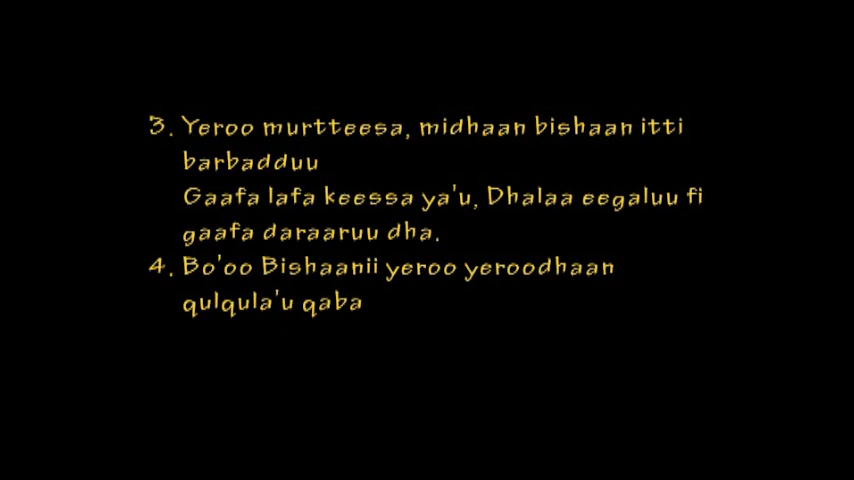 3. Yeroo murtteesa, midhaan bishaan itti
barbadduu
Gaafa lafa keessa ya'u, Dhalaa eegaluu fi
gaafa daraaruu dha.
4. Bo'oo Bishaanii yeroo yeroodhaan
qulqula'u qaba